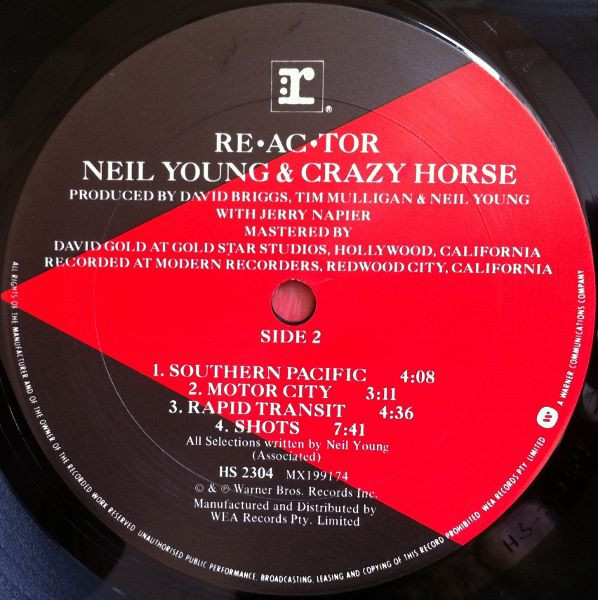 r
®
RE•AC•TOR
NEIL YOUNG & CRAZY HORSE
PRODUCED BY DAVID BRIGGS, TIM MULLIGAN & NEIL YOUNG
WITH JERRY NAPIER
MASTERED BY
DAVID GOLD AT GOLD STAR STUDIOS, HOLLYWOOD, CALIFORNIA
RECORDED AT MODERN RECORDERS, REDWOOD CITY, CALIFORNIA
SIDE 2
1. SOUTHERN PACIFIC 4:08
2. MOTOR CITY 3:11
3. RAPID TRANSIT 4:36
4. SHOTS 7:41
All Selections written by Neil Young
(Associated)
HS 2304 MX199174
© & ℗ Warner Bros. Records Inc.
Manufactured and Distributed by
WEA Records Pty. Limited
ALL RIGHTS OF THE MANUFACTURER AND OF THE OWNER OF THE RECORDED WORK RESERVED. UNAUTHORISED PUBLIC PERFORMANCE, BROADCASTING, LEASING AND COPYING OF THIS RECORD PROHIBITED. WEA RECORDS PTY. LIMITED
A WARNER COMMUNICATIONS COMPANY